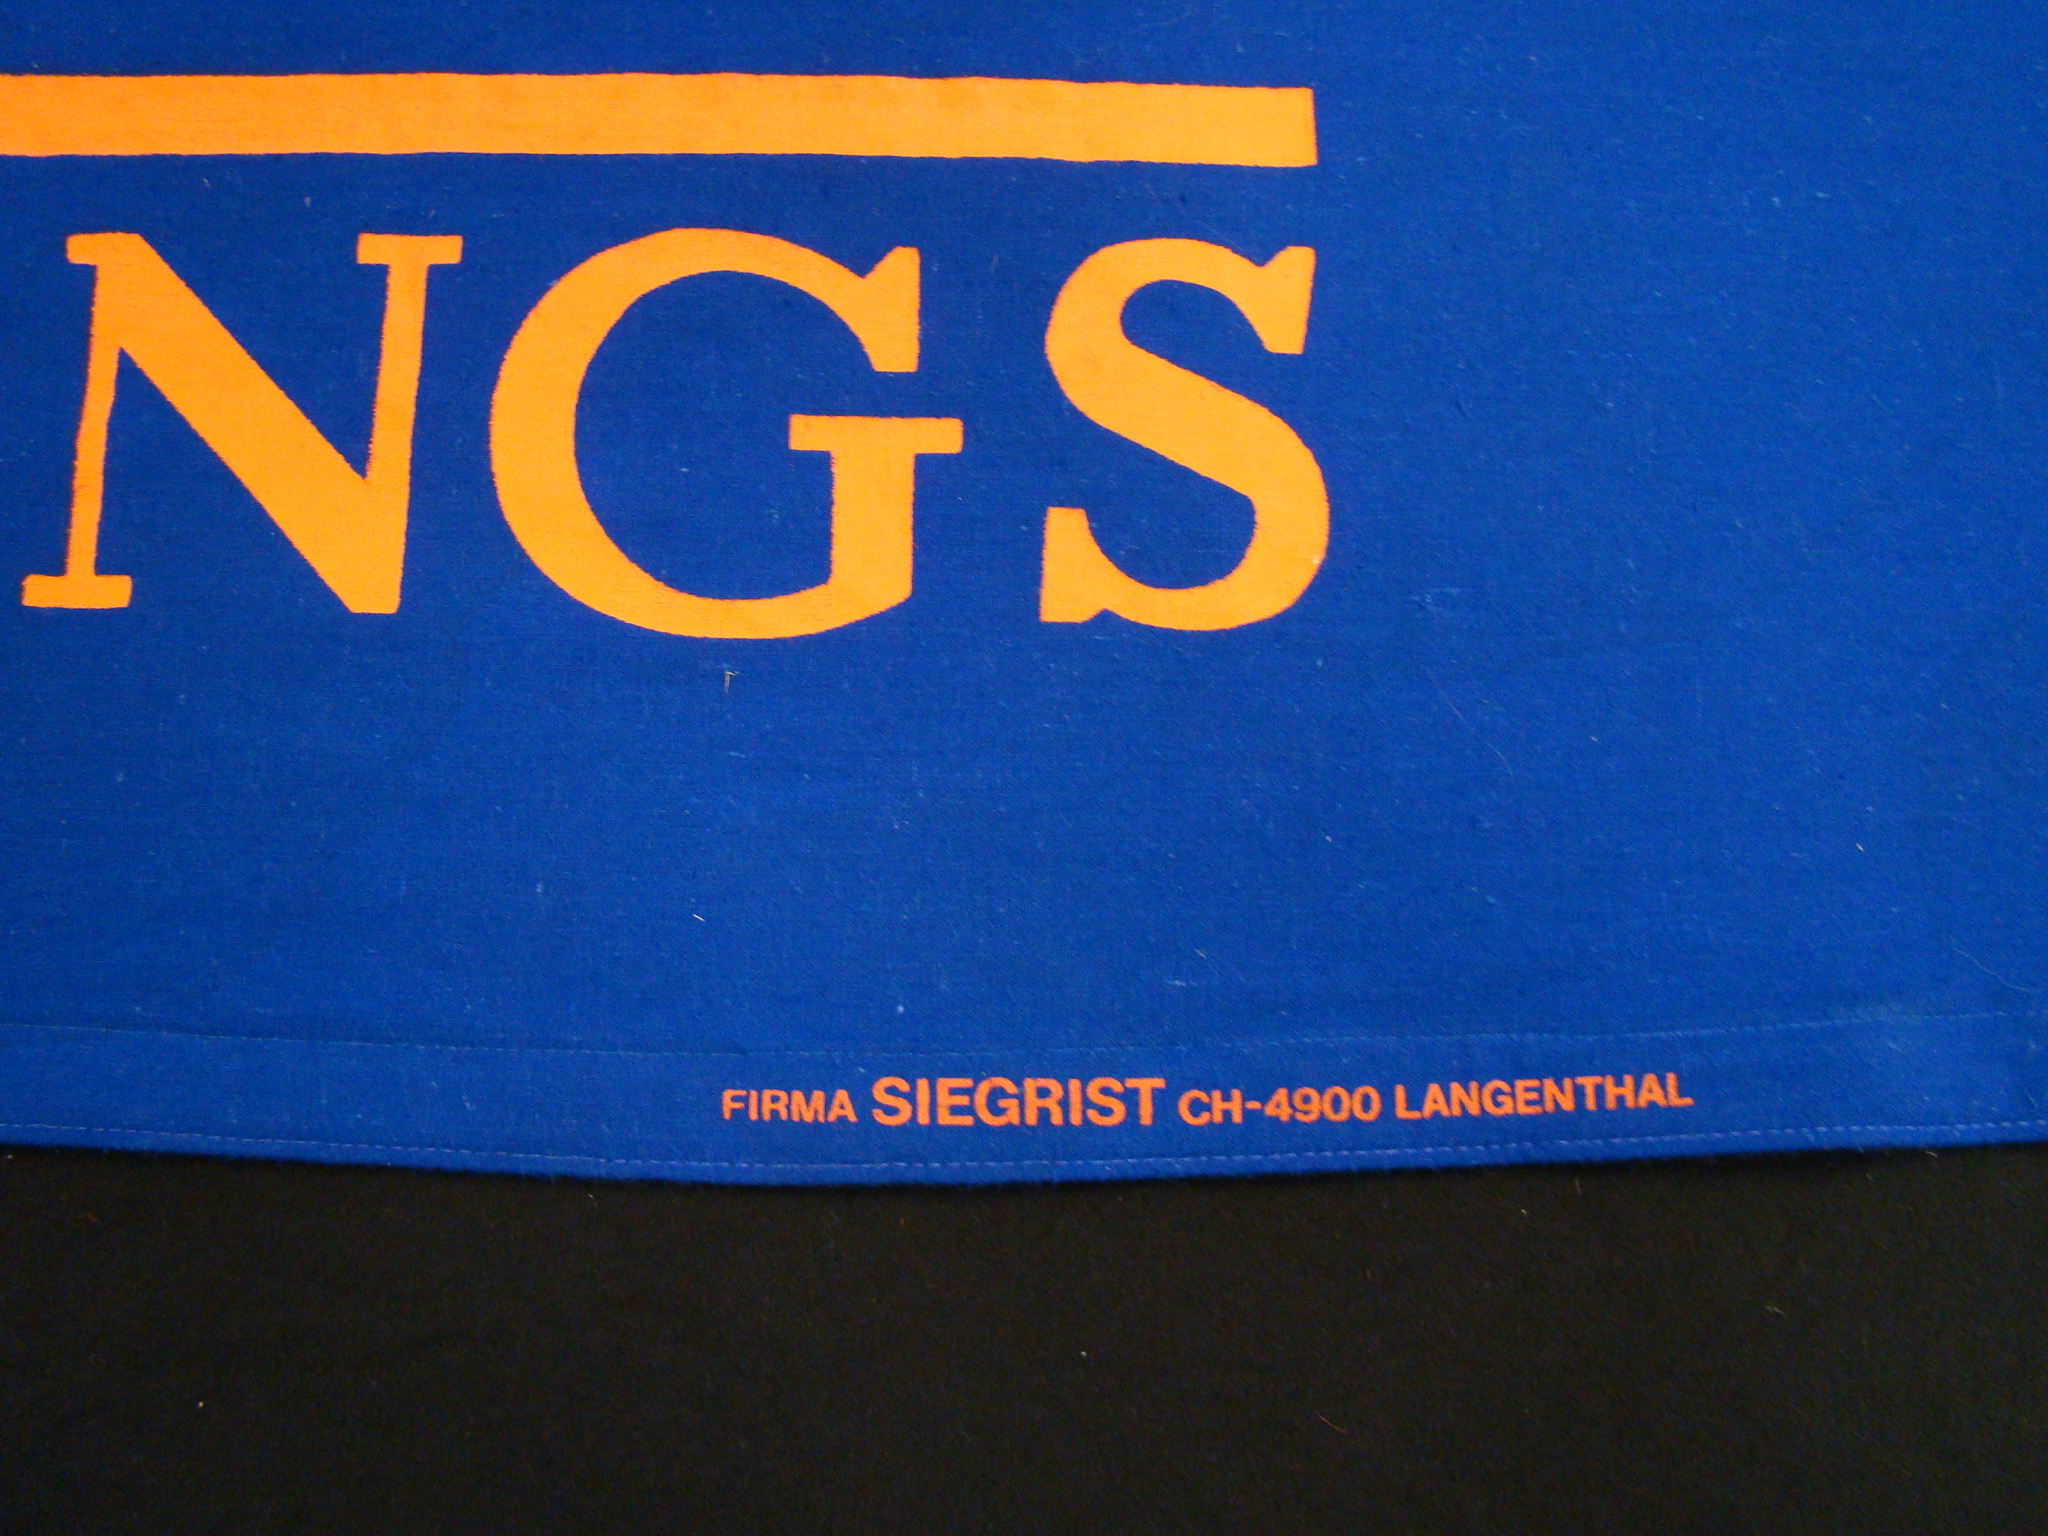 NGS
FIRMA SIEGRIST CH-4900 LANGENTHAL